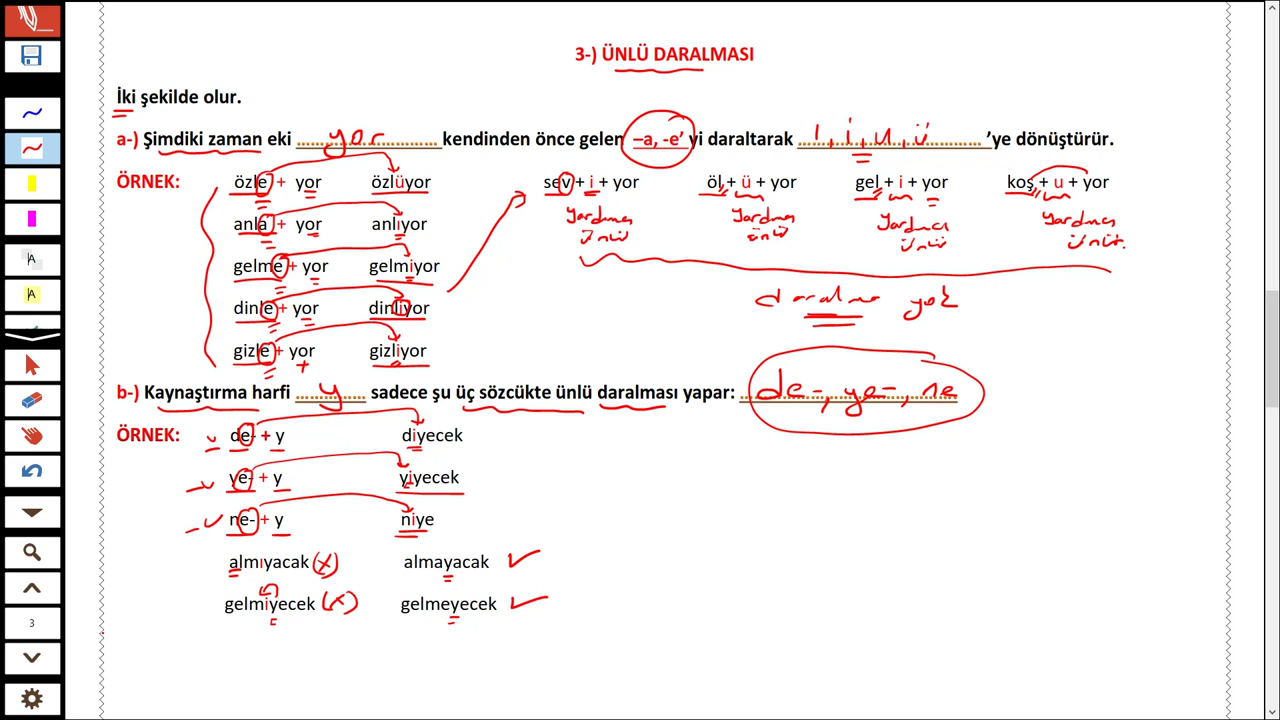 3-) ÜNLÜ DARALMASI
İki şekilde olur.
a-) Şimdiki zaman eki yor kendinden önce gelen –a, -e’ yi daraltarak ı, i, u, ü ’ye dönüştürür.
ÖRNEK: özle + yor özlüyor sev + i + yor öl + ü + yor gel + i + yor koş + u + yor
yardımcı yardımcı yardımcı yardımcı
anla + yor anlıyor ünlü ünlü ünlü ünlü
gelme + yor gelmiyor
dinle + yor dinliyor daralma yok
gizle + yor gizliyor
b-) Kaynaştırma harfi y sadece şu üç sözcükte ünlü daralması yapar: de-, ye-, ne
ÖRNEK: de- + y diyecek
ye- + y yiyecek
ne- + y niye
almıyacak (x) almayacak ✓
gelmiyecek (x) gelmeyecek ✓
A
A
3